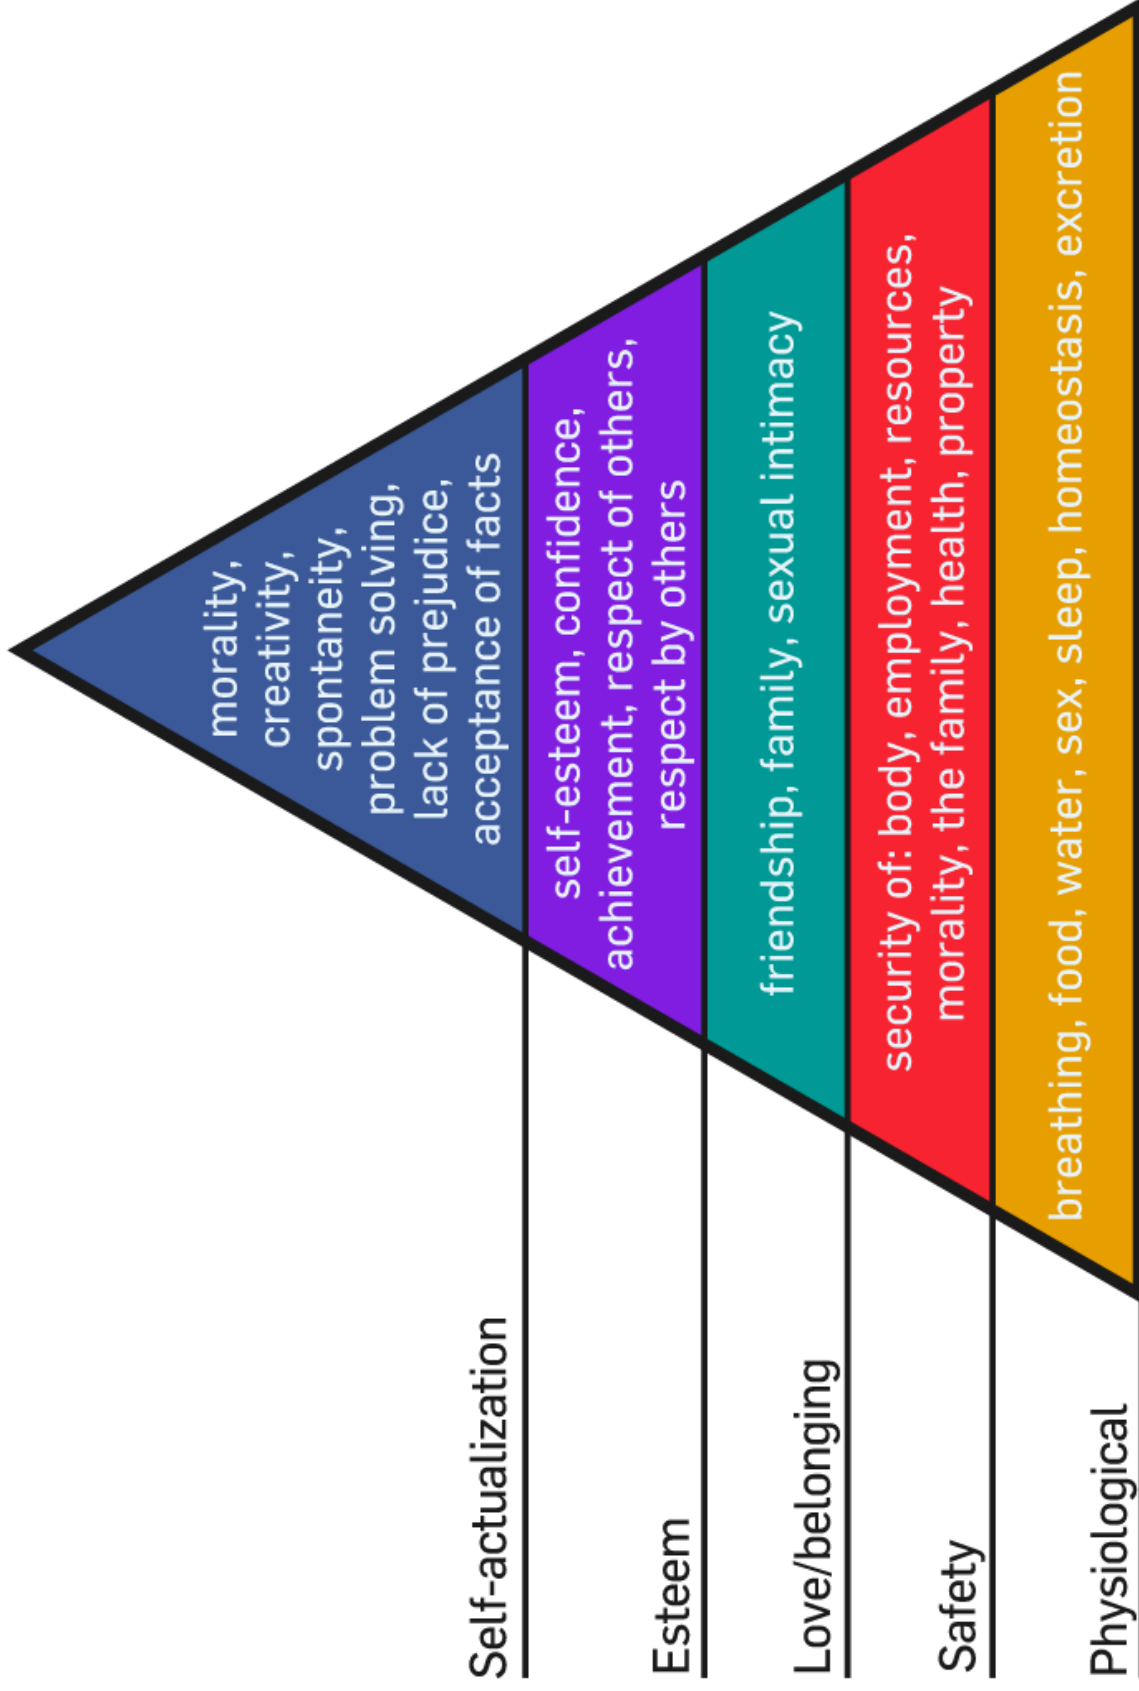 morality,
creativity,
spontaneity,
problem solving,
lack of prejudice,
acceptance of facts
Self-actualization
self-esteem, confidence,
achievement, respect of others,
respect by others
Esteem
friendship, family, sexual intimacy
Love/belonging
security of: body, employment, resources,
morality, the family, health, property
Safety
breathing, food, water, sex, sleep, homeostasis, excretion
Physiological